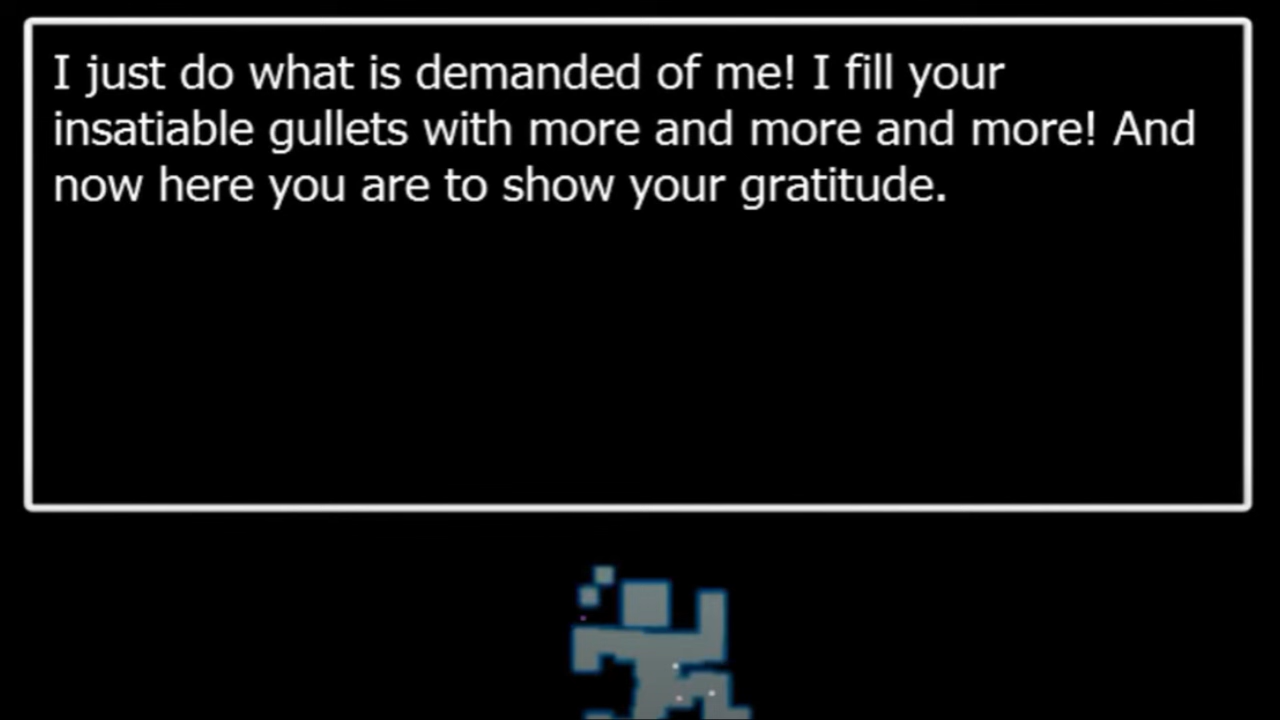 I just do what is demanded of me! I fill your
insatiable gullets with more and more and more! And
now here you are to show your gratitude.